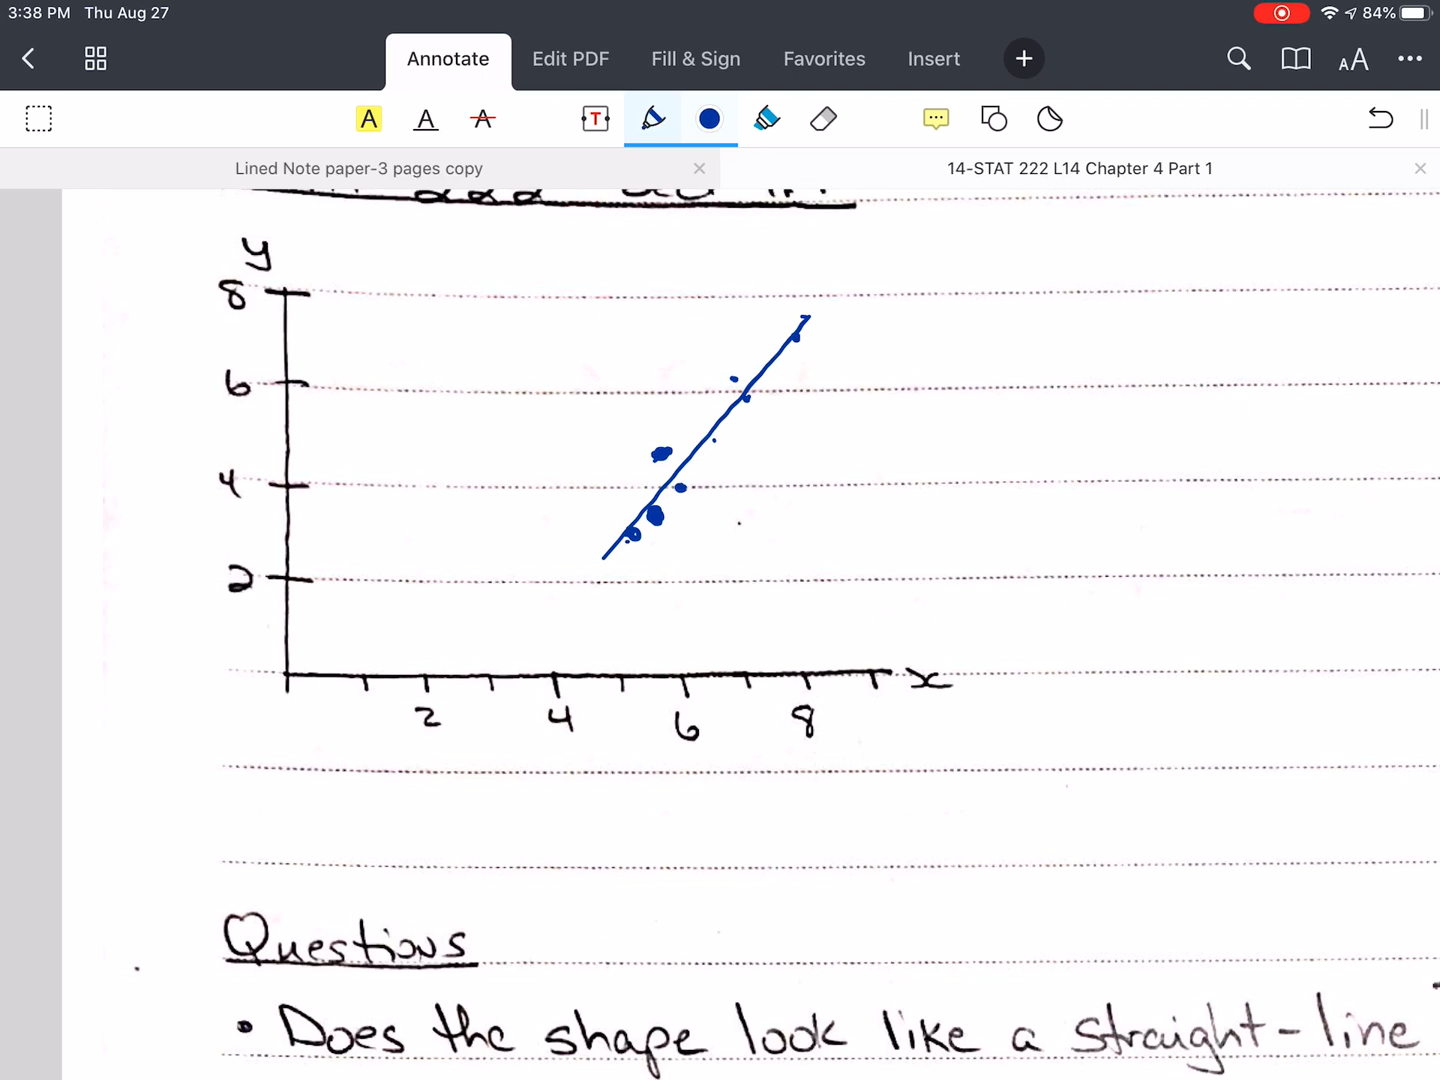 3:38 PM Thu Aug 27
84%
Annotate Edit PDF Fill & Sign Favorites Insert
A A A T
Lined Note paper-3 pages copy
14-STAT 222 L14 Chapter 4 Part 1
y
8
6
4
2
x
2 4 6 8
Questions
• Does the shape look like a straight-line